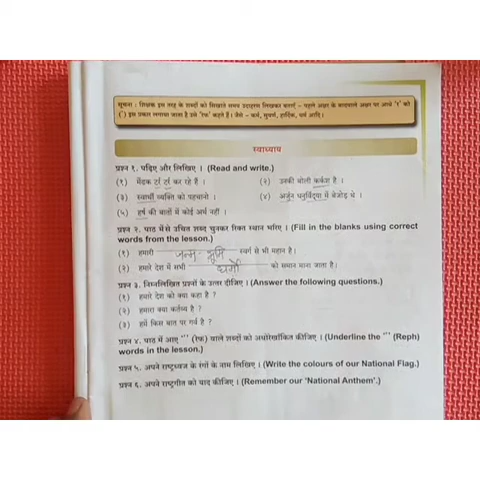 सूचना : शिक्षक इस तरह के शब्दों को सिखाते समय उदाहरण लिखकर बताएँ – पहले अक्षर के बादवाले अक्षर पर आधे 'र' को
(र्) इस प्रकार लगाया जाता है उसे 'रेफ' कहते हैं। जैसे – कर्म, सुवर्ण, हार्दिक, पर्व आदि।
स्वाध्याय
प्रश्न १. पढ़िए और लिखिए । (Read and write.)
(१) मेंढक टर्र टर्र कर रहे हैं ।
(२) उनकी बोली कर्कश है ।
(३) स्वार्थी व्यक्ति को पहचानो ।
(४) अर्जुन धनुर्विद्या में बेजोड़ थे ।
(५) हर्ष की बातों में कोई अर्थ नहीं ।
प्रश्न २. पाठ में से उचित शब्द चुनकर रिक्त स्थान भरिए । (Fill in the blanks using correct
words from the lesson.)
(१) हमारी जन्म-भूमि स्वर्ग से भी महान है ।
(२) हमारे देश में सभी धर्मो को समान माना जाता है ।
प्रश्न ३. निम्नलिखित प्रश्नों के उत्तर दीजिए । (Answer the following questions.)
(१) हमारे देश को क्या कहा है ?
(२) हमारा क्या कर्तव्य है ?
(३) हमें किस बात पर गर्व है ?
प्रश्न ४. पाठ में आए (रेफ) वाले शब्दों को अधोरेखांकित कीजिए । (Underline the (Reph)
words in the lesson.)
प्रश्न ५. अपने राष्ट्रध्वज के रंगों के नाम लिखिए । (Write the colours of our National Flag.)
प्रश्न ६. अपने राष्ट्रगीत को याद कीजिए । (Remember our 'National Anthem'.)